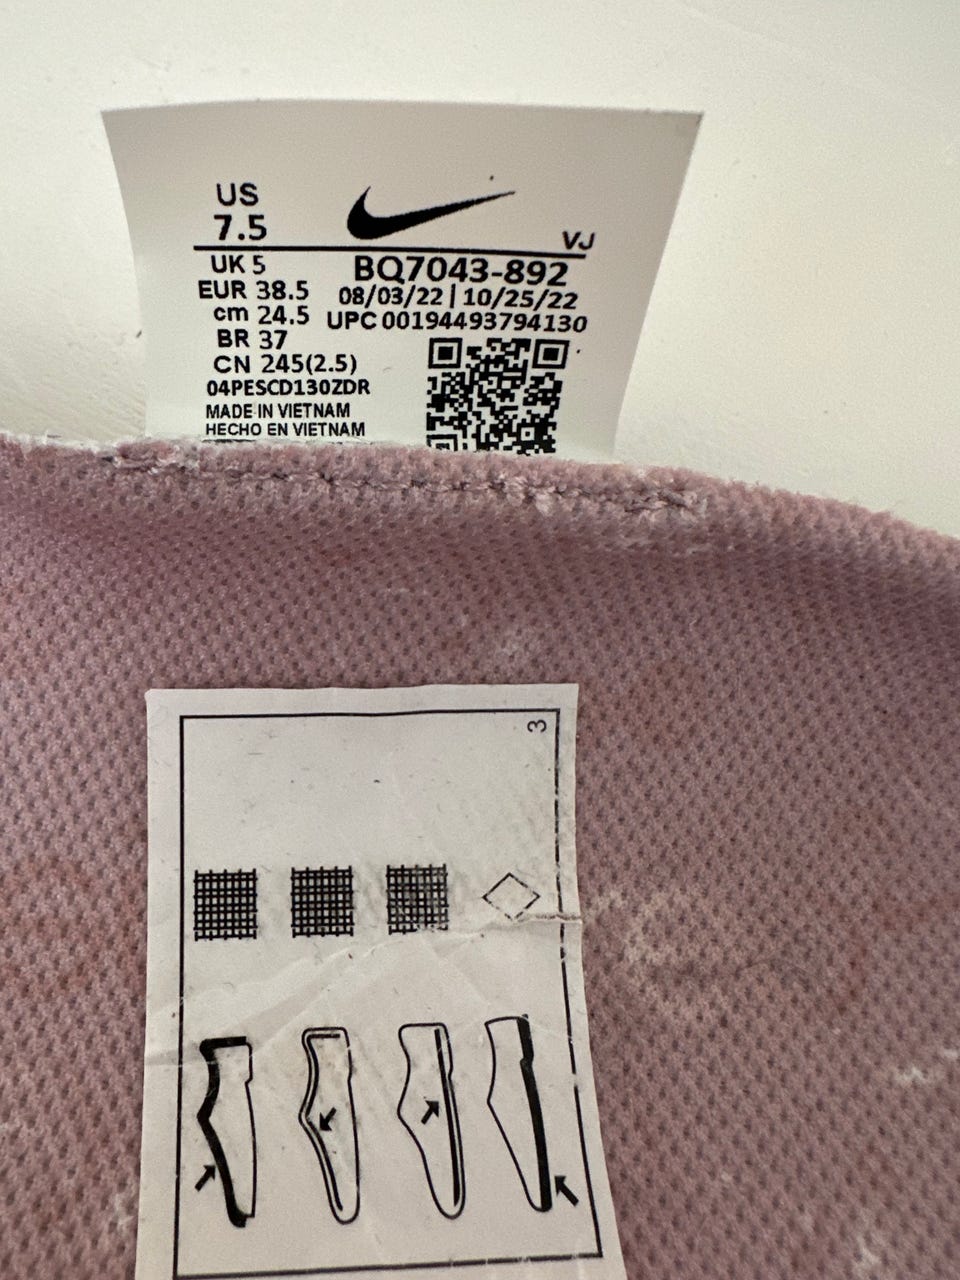 US
7.5
VJ
UK 5
BQ7043-892
EUR 38.5
08/03/22 | 10/25/22
cm 24.5
UPC 00194493794130
BR 37
CN 245(2.5)
04PESCD130ZDR
MADE IN VIETNAM
HECHO EN VIETNAM
3